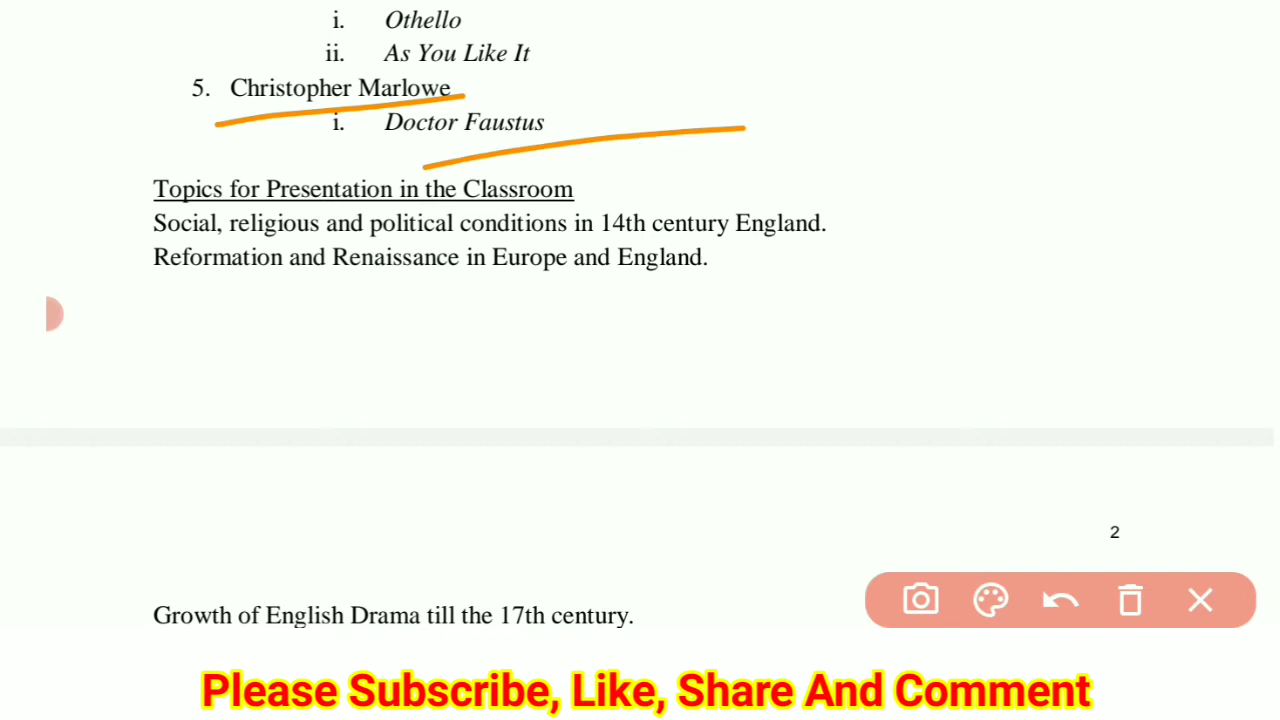 i. Othello
ii. As You Like It
5. Christopher Marlowe
i. Doctor Faustus
Topics for Presentation in the Classroom
Social, religious and political conditions in 14th century England.
Reformation and Renaissance in Europe and England.
2
Growth of English Drama till the 17th century.
Please Subscribe, Like, Share And Comment